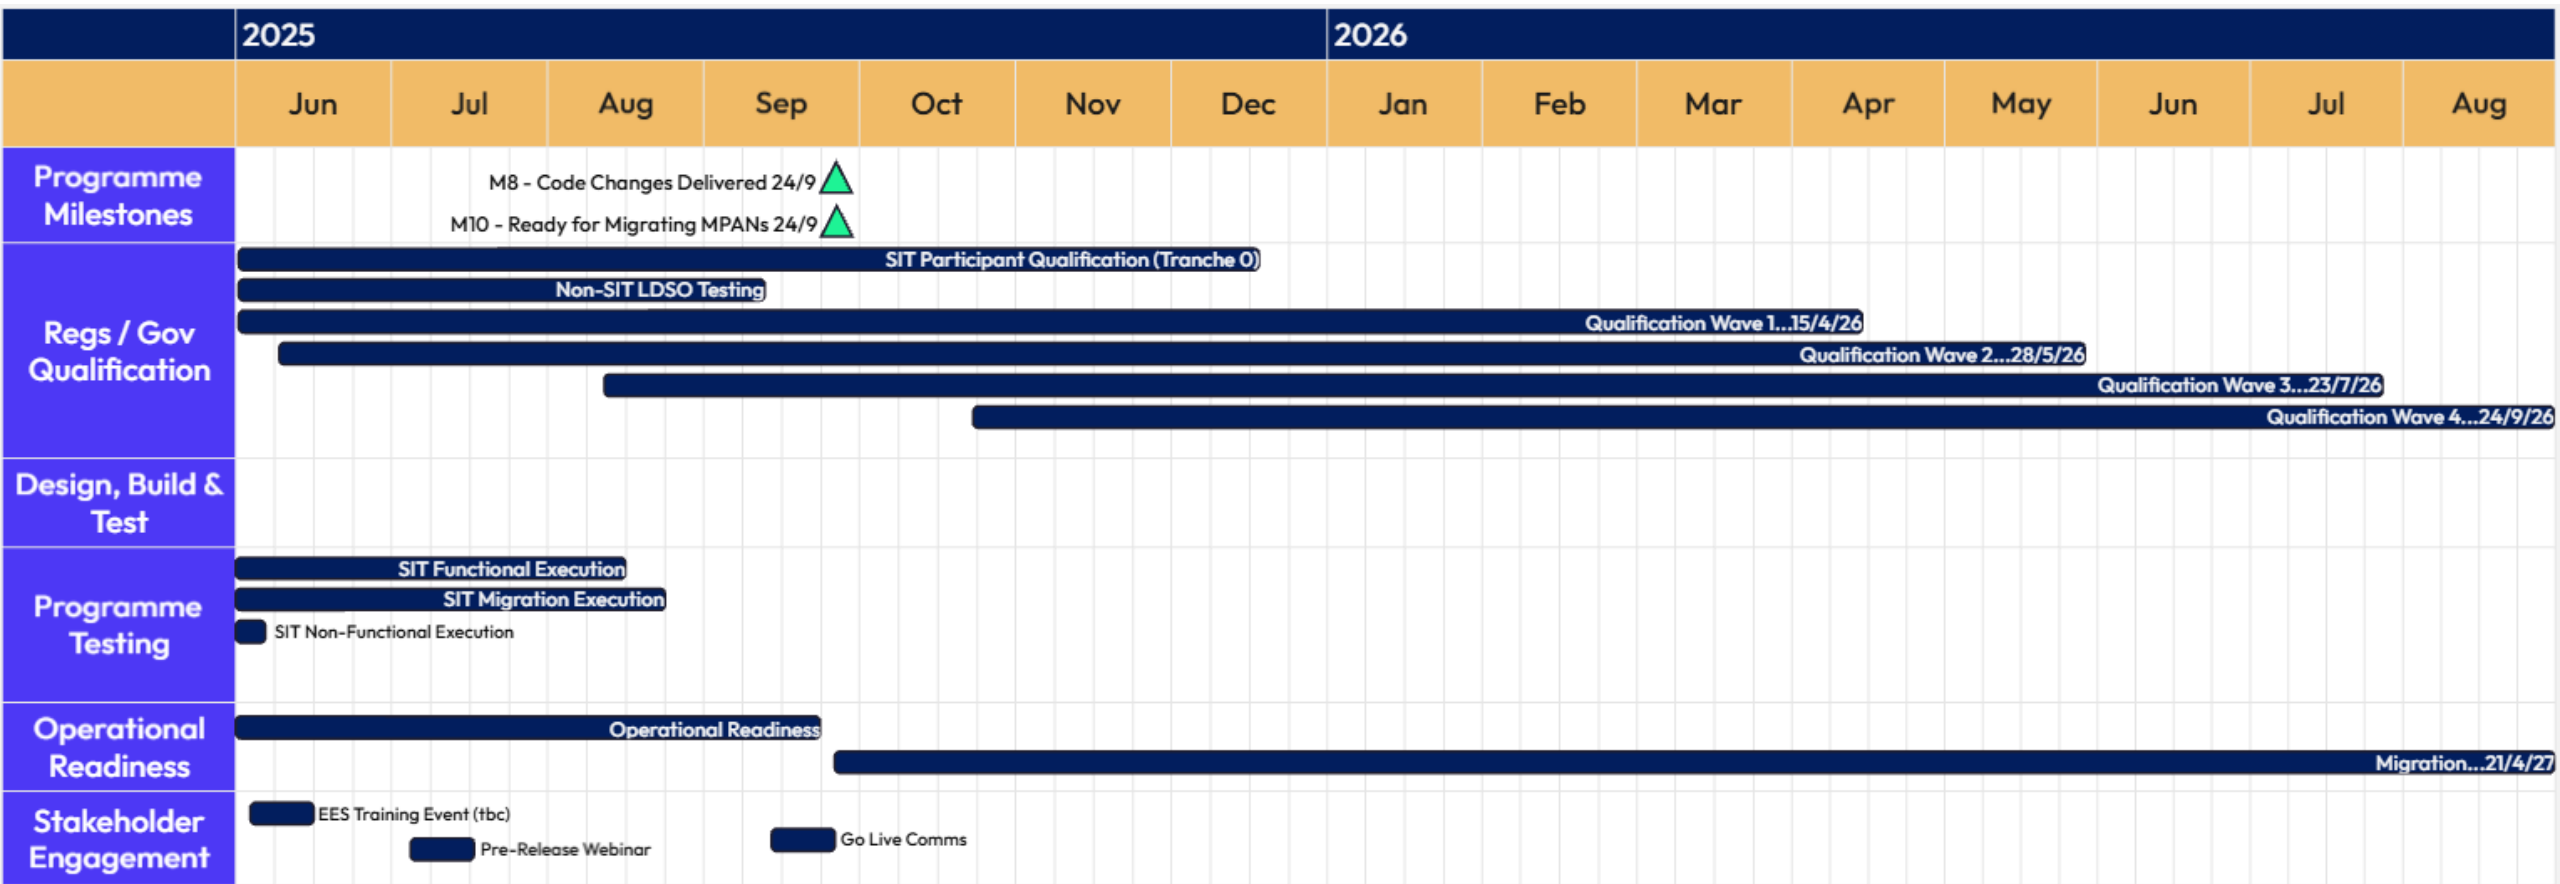 2025
2026
Jun
Jul
Aug
Sep
Oct
Nov
Dec
Jan
Feb
Mar
Apr
May
Jun
Jul
Aug
Programme
Milestones
M8 - Code Changes Delivered 24/9
M10 - Ready for Migrating MPANs 24/9
Regs / Gov
Qualification
SIT Participant Qualification (Tranche 0)
Non-SIT LDSO Testing
Qualification Wave 1...15/4/26
Qualification Wave 2...28/5/26
Qualification Wave 3...23/7/26
Qualification Wave 4...24/9/26
Design, Build &
Test
Programme
Testing
SIT Functional Execution
SIT Migration Execution
SIT Non-Functional Execution
Operational
Readiness
Operational Readiness
Migration...21/4/27
Stakeholder
Engagement
EES Training Event (tbc)
Pre-Release Webinar
Go Live Comms